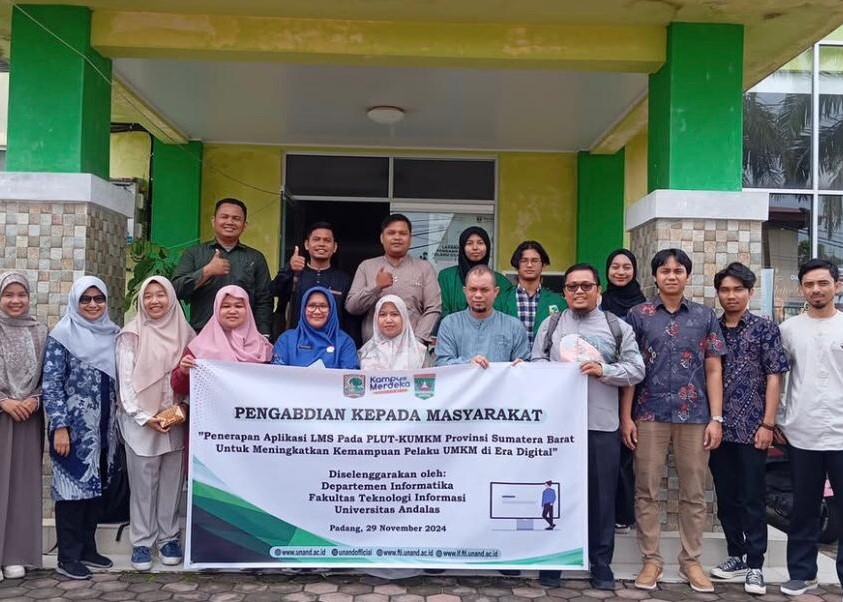 Kampus
Merdeka
PENGABDIAN KEPADA MASYARAKAT
"Penerapan Aplikasi LMS Pada PLUT-KUMKM Provinsi Sumatera Barat
Untuk Meningkatkan Kemampuan Pelaku UMKM di Era Digital"
Diselenggarakan oleh:
Departemen Informatika
Fakultas Teknologi Informasi
Universitas Andalas
Padang, 29 November 2024
www.unand.ac.id @unandofficial www.fti.unand.ac.id www.if.fti.unand.ac.id